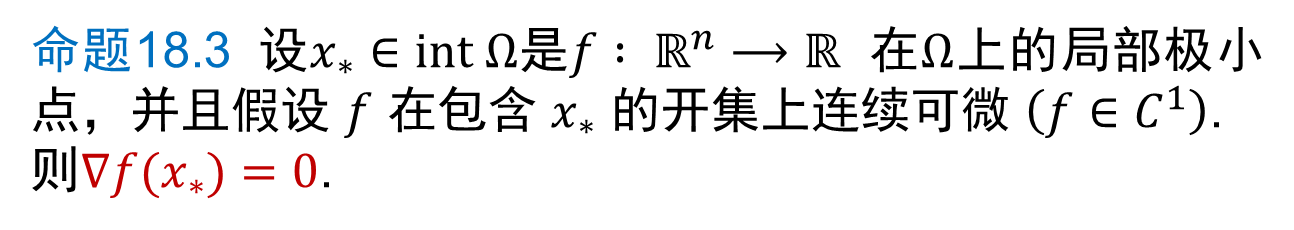 命题18.3 设𝑥∗ ∈ int Ω是𝑓 : ℝⁿ ⟶ ℝ 在Ω上的局部极小
点，并且假设 𝑓 在包含 𝑥∗ 的开集上连续可微 (𝑓 ∈ 𝐶¹).
则∇𝑓(𝑥∗) = 0.